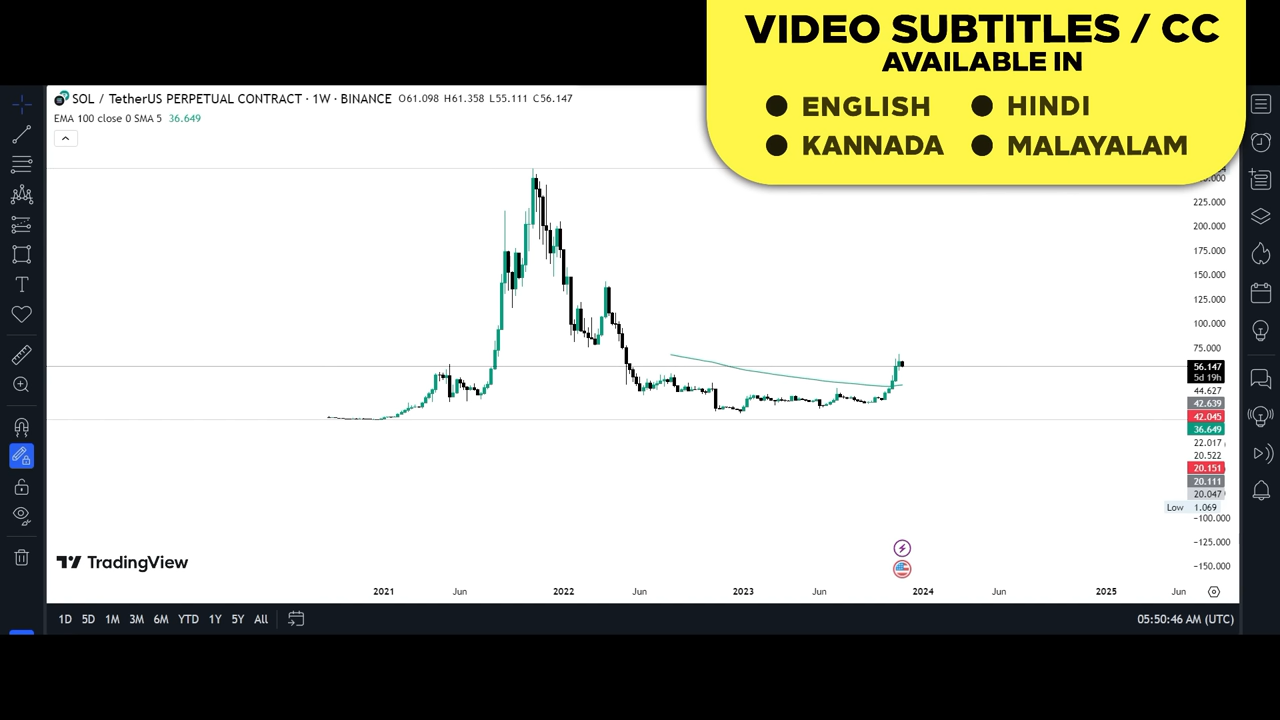 VIDEO SUBTITLES / CC
AVAILABLE IN
ENGLISH
HINDI
KANNADA
MALAYALAM
SOL / TetherUS PERPETUAL CONTRACT · 1W · BINANCE O61.098 H61.358 L55.111 C56.147
EMA 100 close 0 SMA 5 36.649
225.000
200.000
175.000
150.000
125.000
100.000
75.000
56.147
5d 19h
44.627
42.639
42.045
36.649
22.017
20.522
20.151
20.111
20.047
Low 1.069
−100.000
−125.000
−150.000
TradingView
2021 Jun 2022 Jun 2023 Jun 2024 Jun 2025 Jun
1D 5D 1M 3M 6M YTD 1Y 5Y All
05:50:46 AM (UTC)